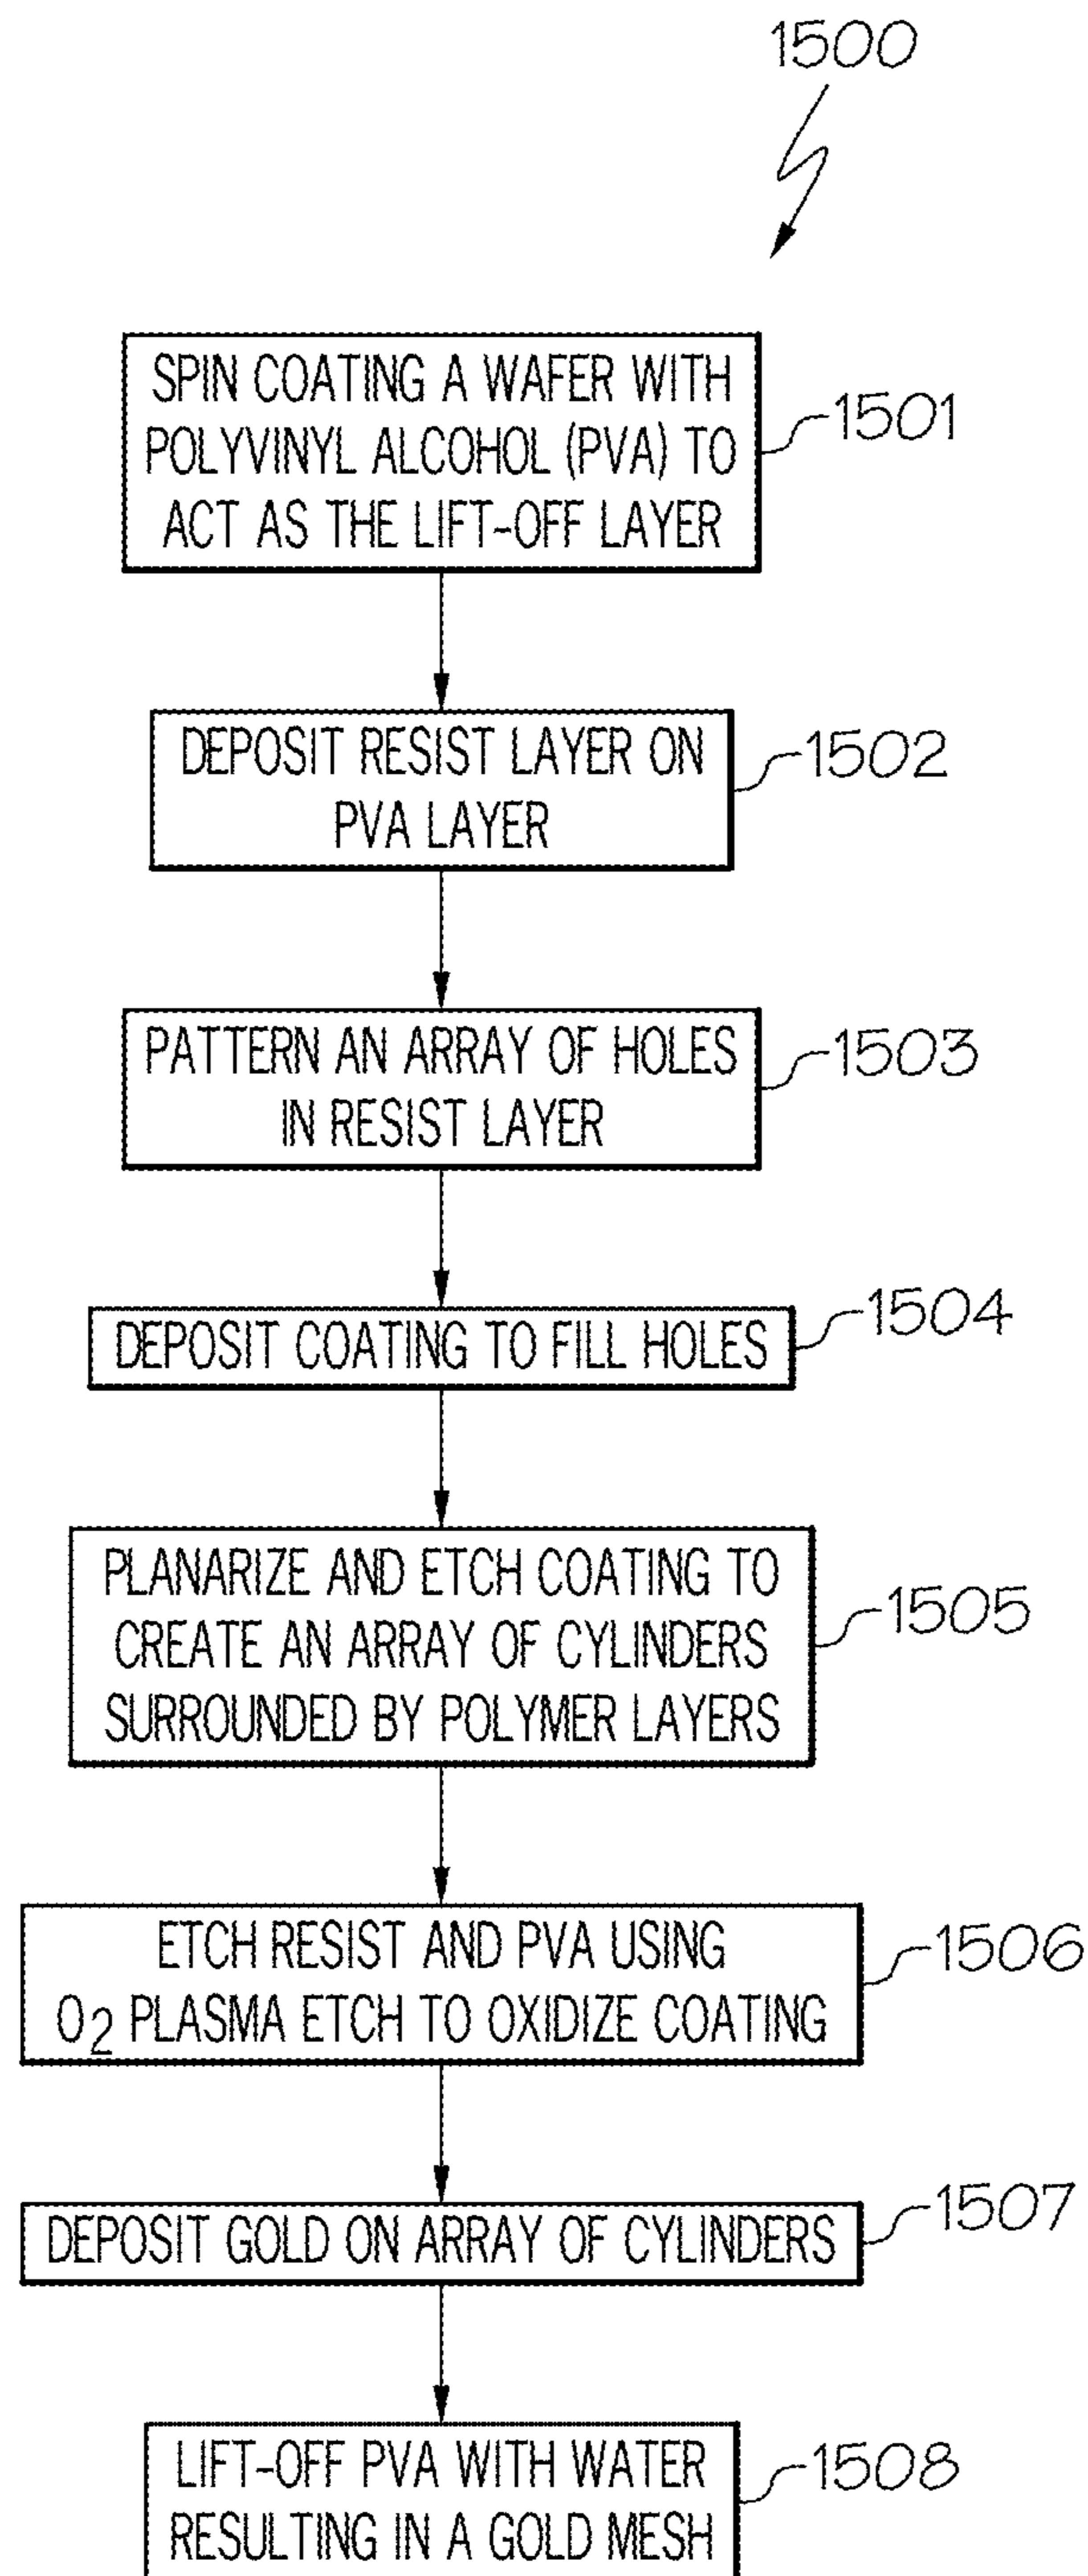 1500
SPIN COATING A WAFER WITH
POLYVINYL ALCOHOL (PVA) TO
ACT AS THE LIFT-OFF LAYER
1501
DEPOSIT RESIST LAYER ON
PVA LAYER
1502
PATTERN AN ARRAY OF HOLES
IN RESIST LAYER
1503
DEPOSIT COATING TO FILL HOLES
1504
PLANARIZE AND ETCH COATING TO
CREATE AN ARRAY OF CYLINDERS
SURROUNDED BY POLYMER LAYERS
1505
ETCH RESIST AND PVA USING
O2 PLASMA ETCH TO OXIDIZE COATING
1506
DEPOSIT GOLD ON ARRAY OF CYLINDERS
1507
LIFT-OFF PVA WITH WATER
RESULTING IN A GOLD MESH
1508